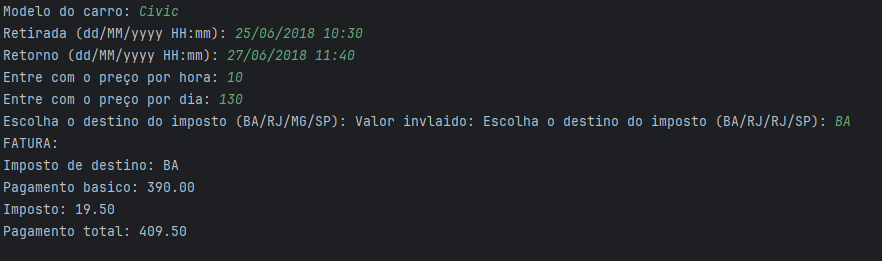 Modelo do carro: Civic
Retirada (dd/MM/yyyy HH:mm): 25/06/2018 10:30
Retorno (dd/MM/yyyy HH:mm): 27/06/2018 11:40
Entre com o preço por hora: 10
Entre com o preço por dia: 130
Escolha o destino do imposto (BA/RJ/MG/SP): Valor invlaido: Escolha o destino do imposto (BA/RJ/RJ/SP): BA
FATURA:
Imposto de destino: BA
Pagamento basico: 390.00
Imposto: 19.50
Pagamento total: 409.50